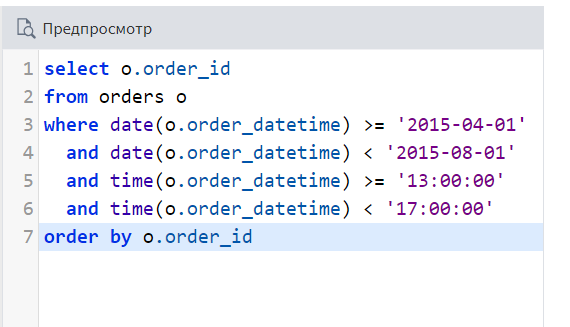 Предпросмотр
1 select o.order_id
2 from orders o
3 where date(o.order_datetime) >= '2015-04-01'
4   and date(o.order_datetime) < '2015-08-01'
5   and time(o.order_datetime) >= '13:00:00'
6   and time(o.order_datetime) < '17:00:00'
7 order by o.order_id